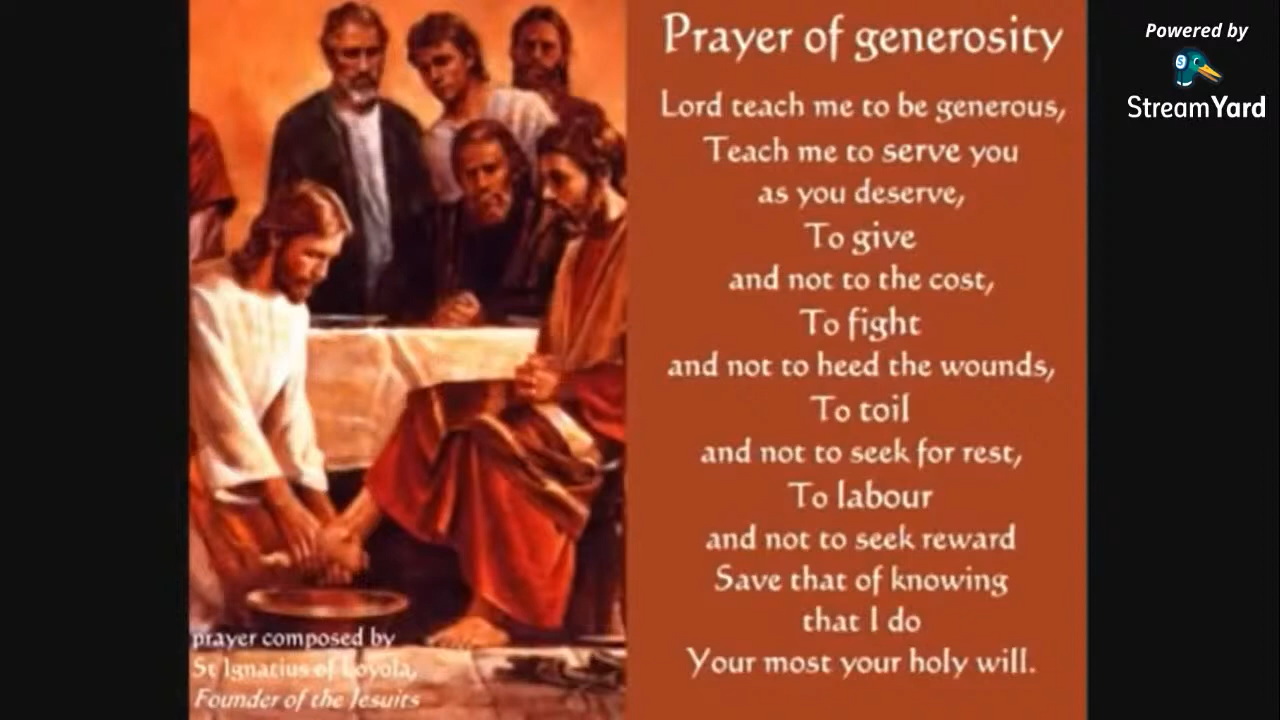 Prayer of generosity
Lord teach me to be generous,
Teach me to serve you
as you deserve,
To give
and not to the cost,
To fight
and not to heed the wounds,
To toil
and not to seek for rest,
To labour
and not to seek reward
Save that of knowing
that I do
Your most your holy will.
prayer composed by
St Ignatius of Loyola,
Founder of the Jesuits
Powered by
StreamYard